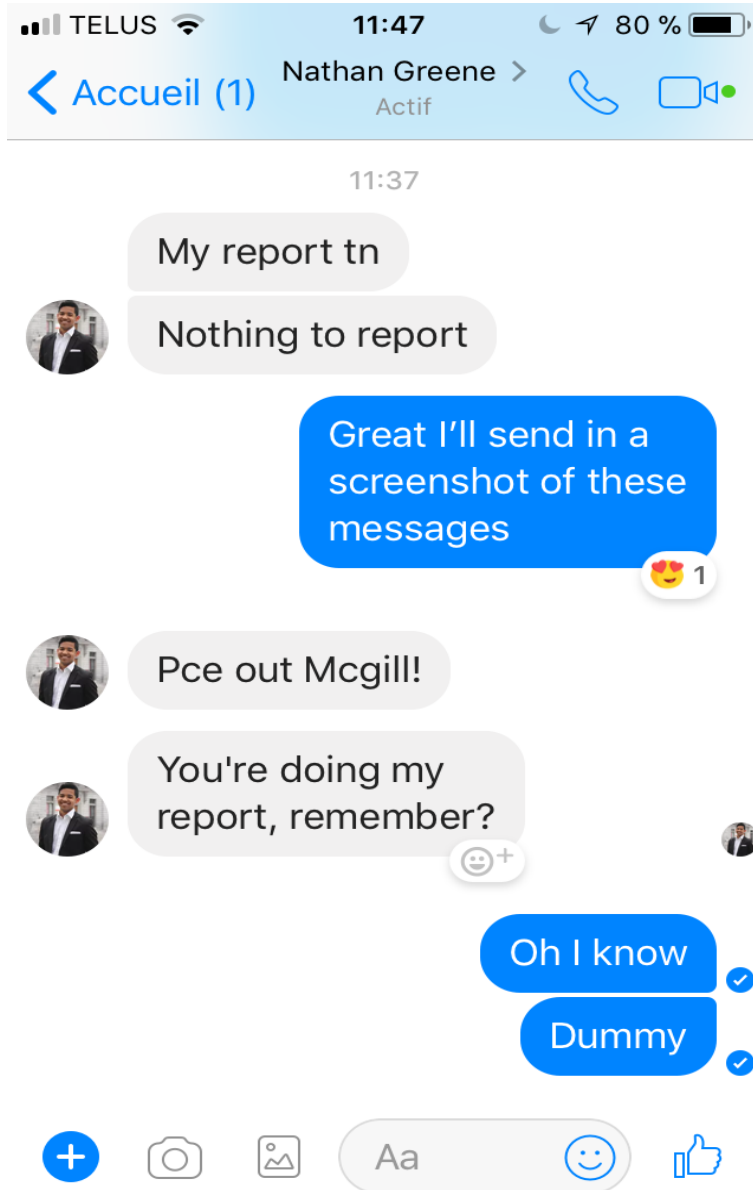 TELUS 11:47 80 %
Accueil (1) Nathan Greene
Actif
11:37
My report tn
Nothing to report
Great I’ll send in a
screenshot of these
messages
1
Pce out Mcgill!
You're doing my
report, remember?
Oh I know
Dummy
Aa